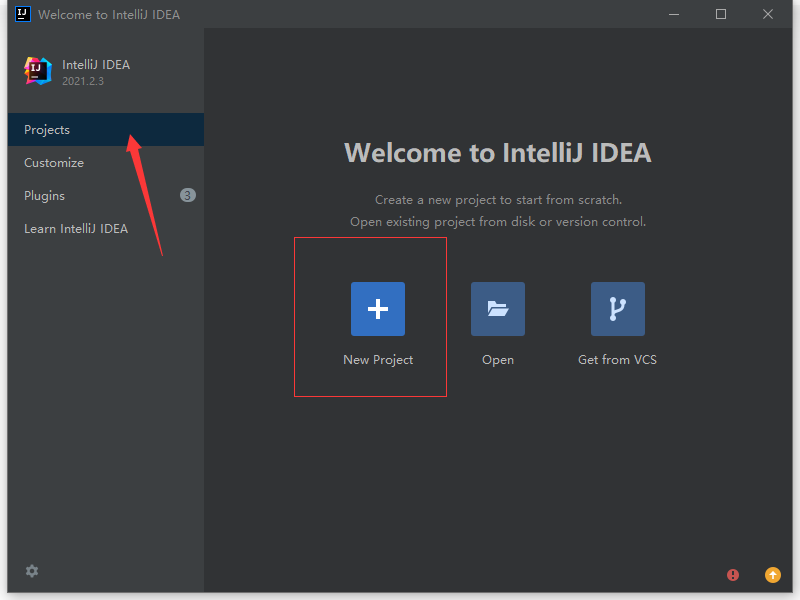 Welcome to IntelliJ IDEA
IntelliJ IDEA
2021.2.3
Projects
Customize
Plugins 3
Learn IntelliJ IDEA
Welcome to IntelliJ IDEA
Create a new project to start from scratch.
Open existing project from disk or version control.
New Project
Open
Get from VCS